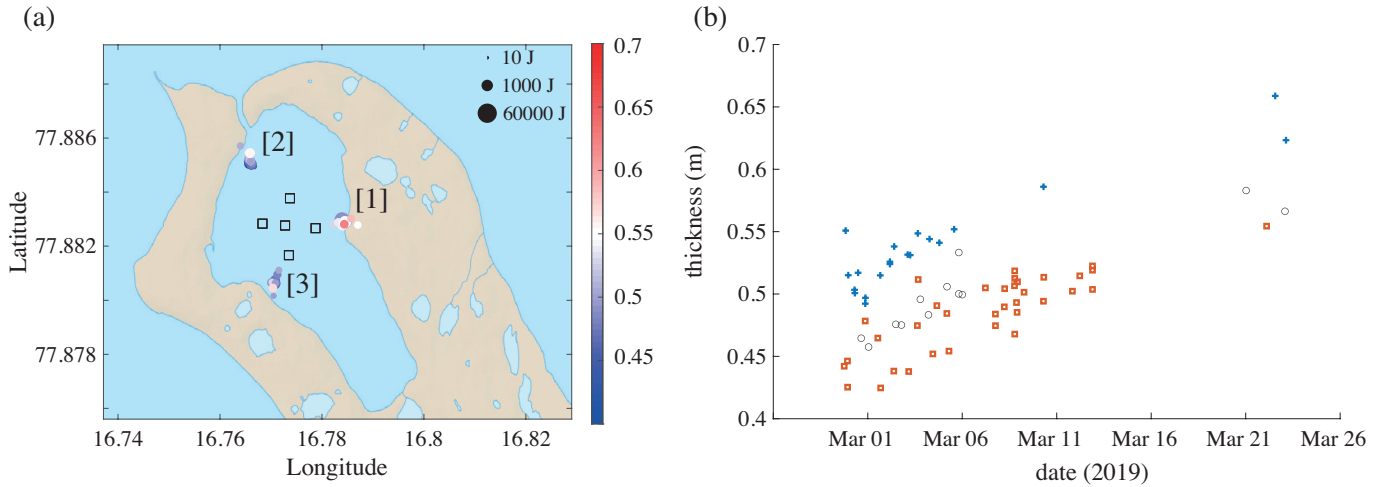 (a)
10 J
1000 J
60000 J
[2]
[1]
[3]
77.886
77.882
77.878
Latitude
16.74
16.76
16.78
16.8
16.82
Longitude
0.7
0.65
0.6
0.55
0.5
0.45
(b)
0.7
0.65
0.6
0.55
0.5
0.45
0.4
thickness (m)
Mar 01
Mar 06
Mar 11
Mar 21
Mar 26
date (2019)